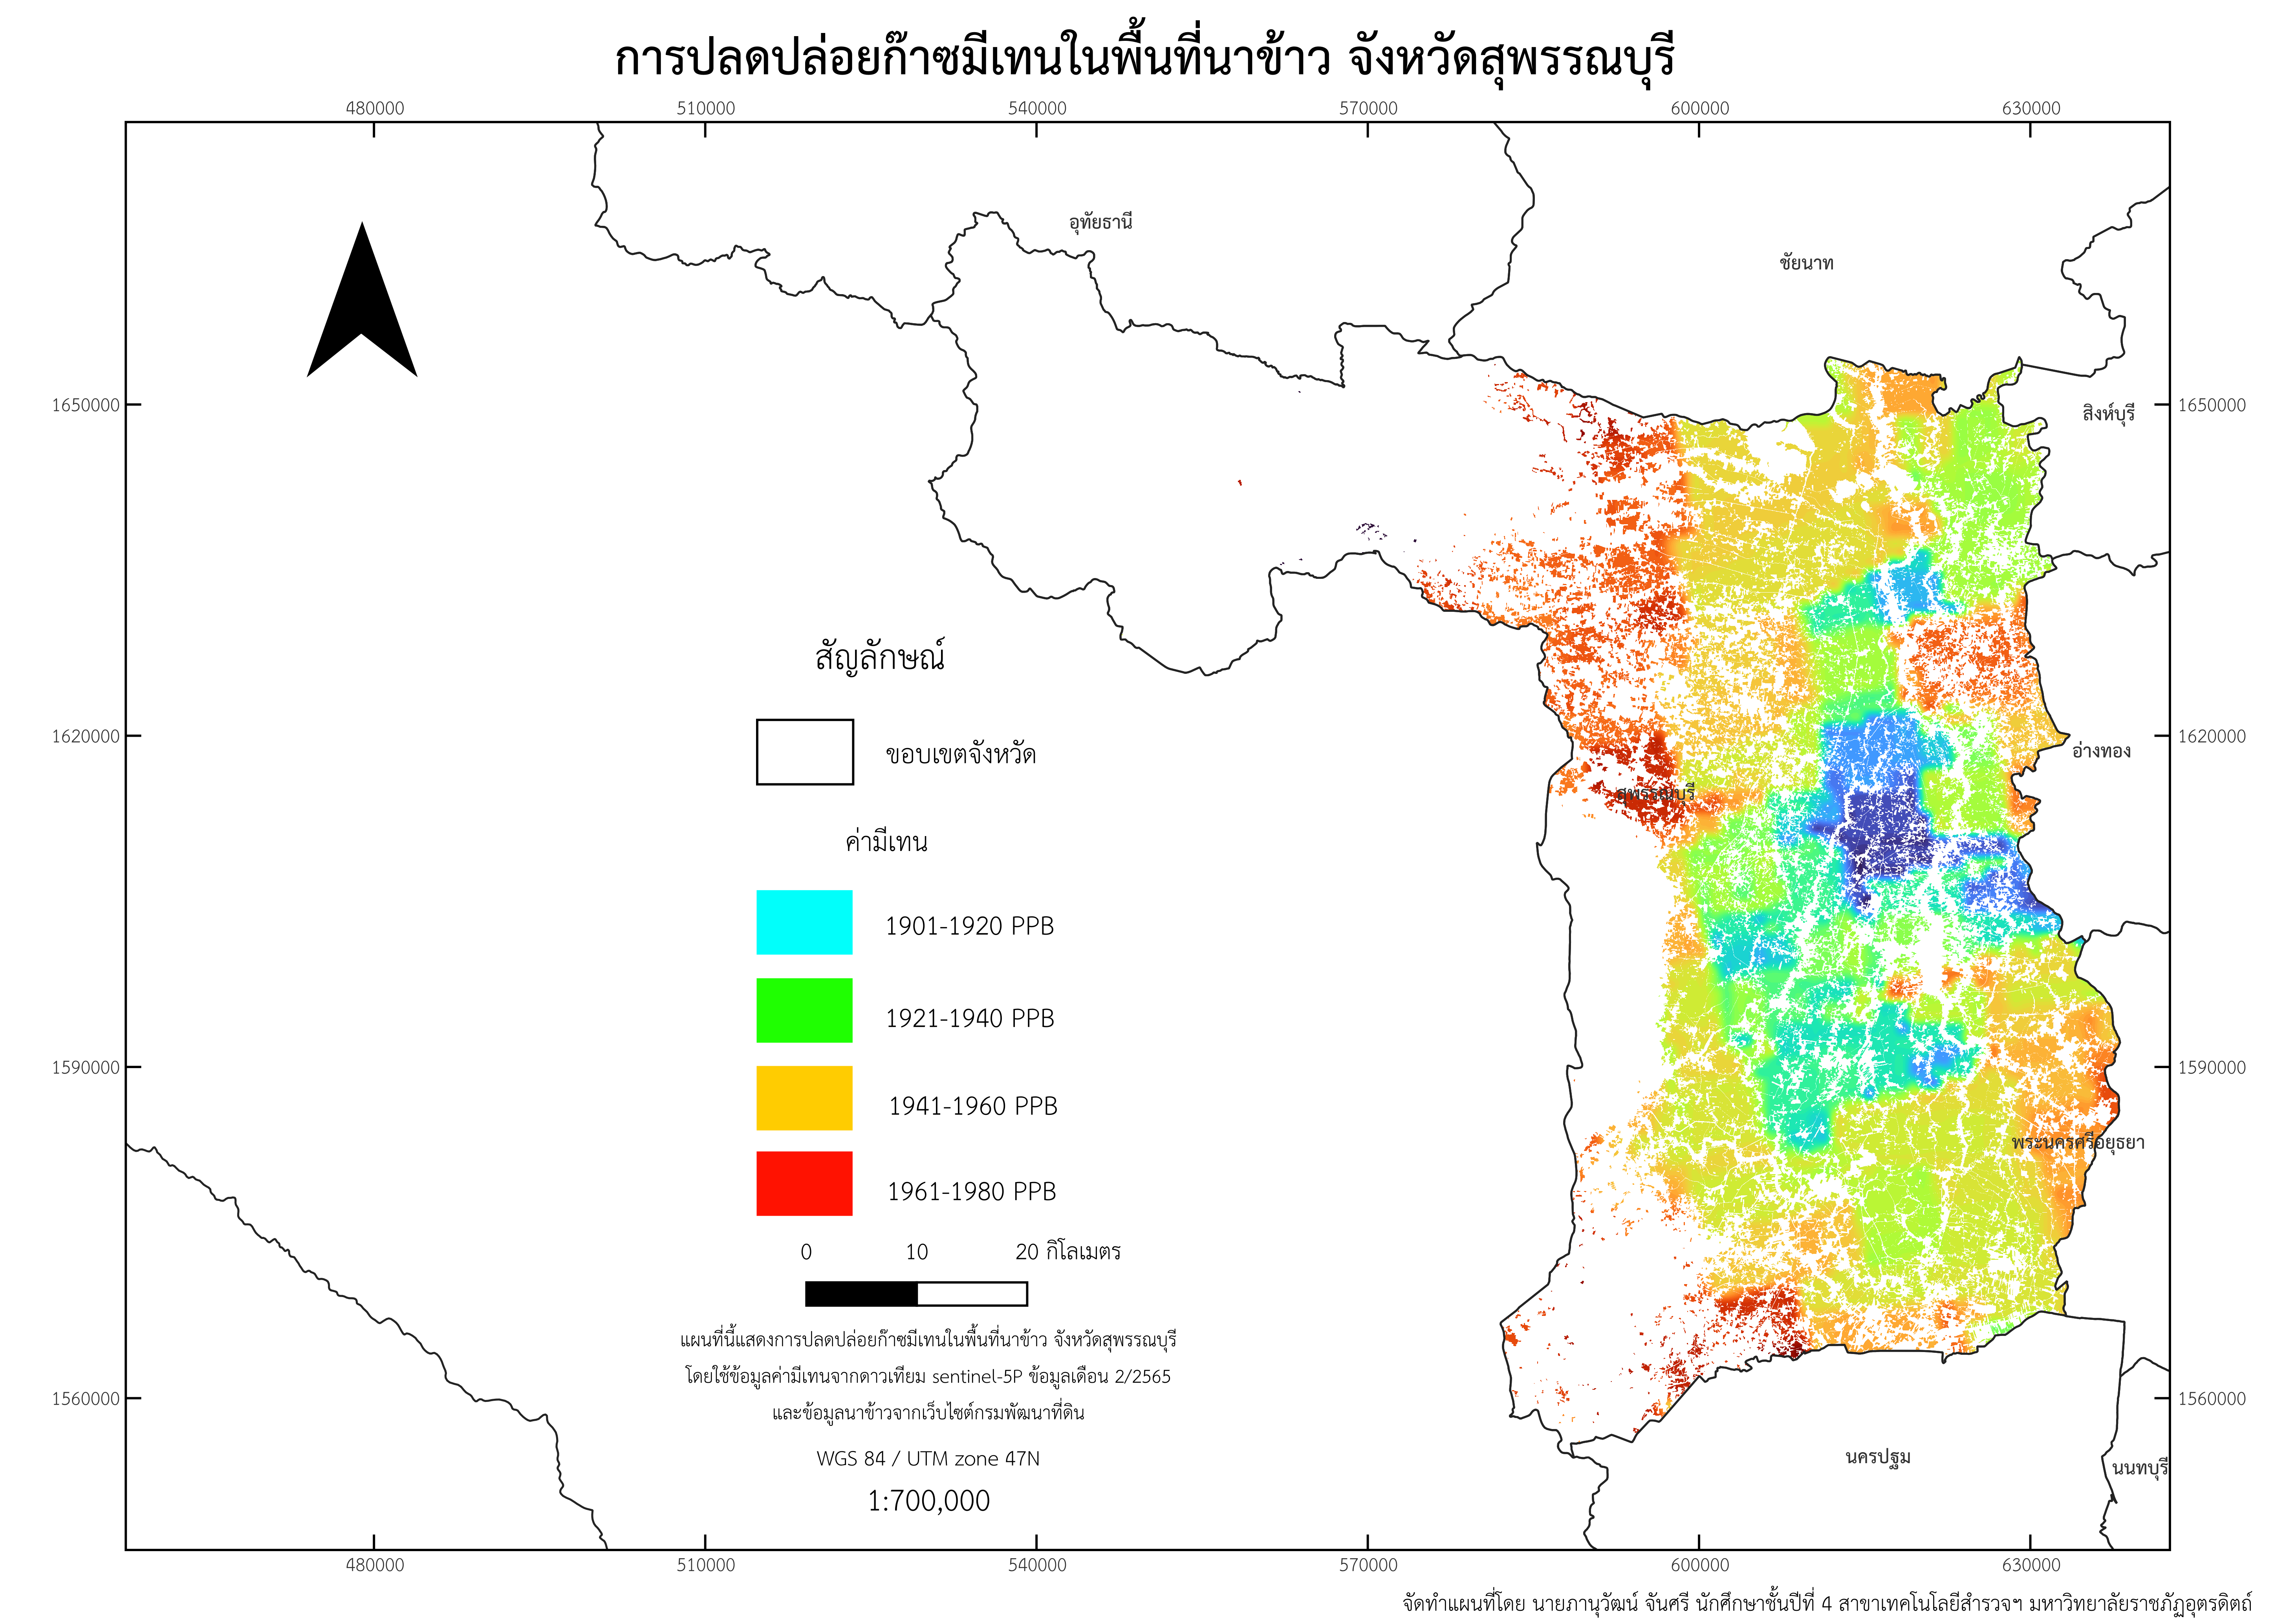 การปลดปล่อยก๊าซมีเทนในพื้นที่นาข้าว จังหวัดสุพรรณบุรี
480000 510000 540000 570000 600000 630000
อุทัยธานี
ชัยนาท
1650000 1650000
สิงห์บุรี
สัญลักษณ์
1620000 1620000
ขอบเขตจังหวัด
อ่างทอง
สุพรรณบุรี
ค่ามีเทน
1901-1920 PPB
1921-1940 PPB
1590000 1590000
1941-1960 PPB
พระนครศรีอยุธยา
1961-1980 PPB
0 10 20 กิโลเมตร
แผนที่นี้แสดงการปลดปล่อยก๊าซมีเทนในพื้นที่นาข้าว จังหวัดสุพรรณบุรี
โดยใช้ข้อมูลค่ามีเทนจากดาวเทียม sentinel-5P ข้อมูลเดือน 2/2565
1560000 1560000
และข้อมูลนาข้าวจากเว็บไซต์กรมพัฒนาที่ดิน
WGS 84 / UTM zone 47N
นครปฐม
นนทบุรี
1:700,000
480000 510000 540000 570000 600000 630000
จัดทำแผนที่โดย นายภานุวัฒน์ จันศรี นักศึกษาชั้นปีที่ 4 สาขาเทคโนโลยีสำรวจฯ มหาวิทยาลัยราชภัฏอุตรดิตถ์